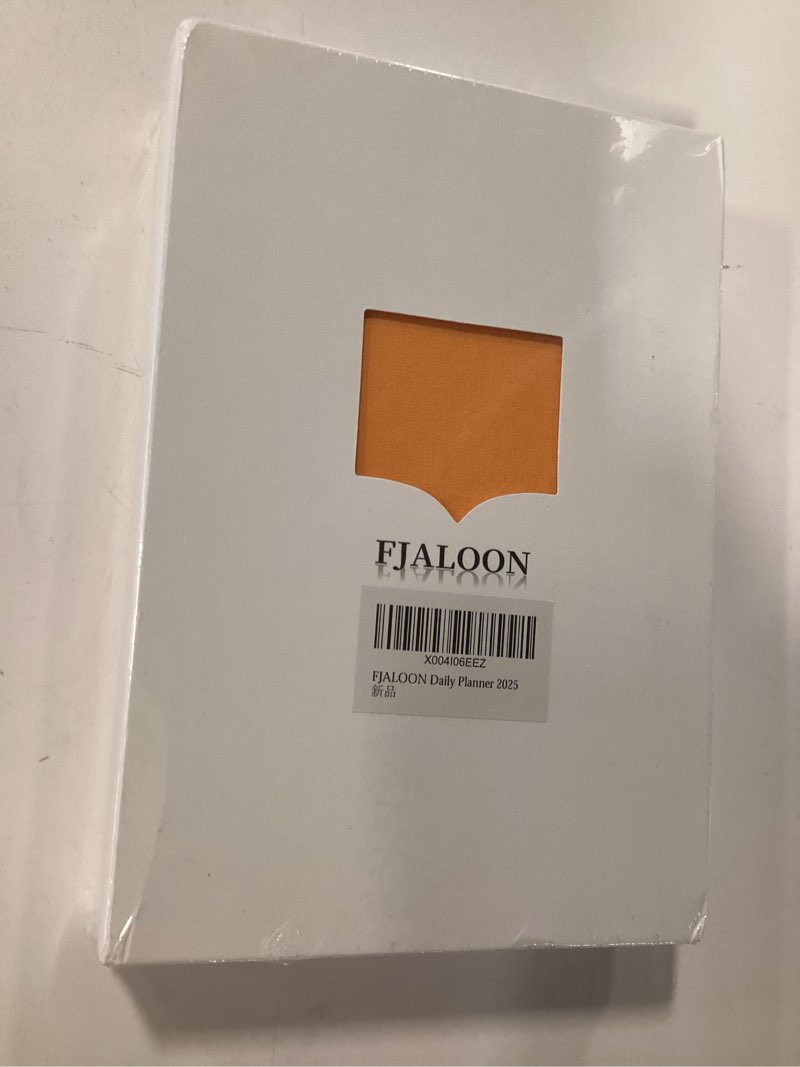 FJALOON
X004I06EEZ
FJALOON Daily Planner 2025
新品